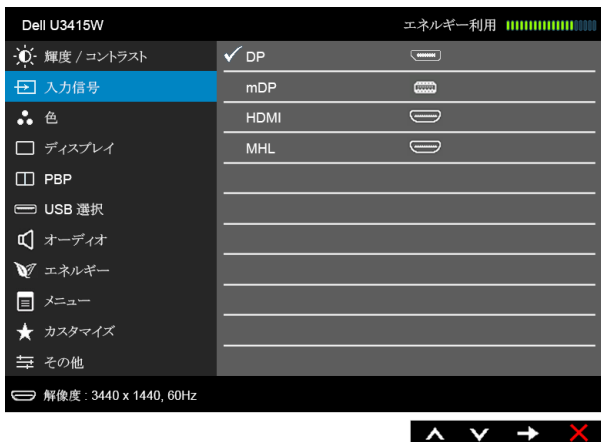 Dell U3415W エネルギー利用
輝度 / コントラスト DP
入力信号 mDP
色 HDMI
ディスプレイ MHL
PBP
USB 選択
オーディオ
エネルギー
メニュー
カスタマイズ
その他
解像度 : 3440 x 1440, 60Hz